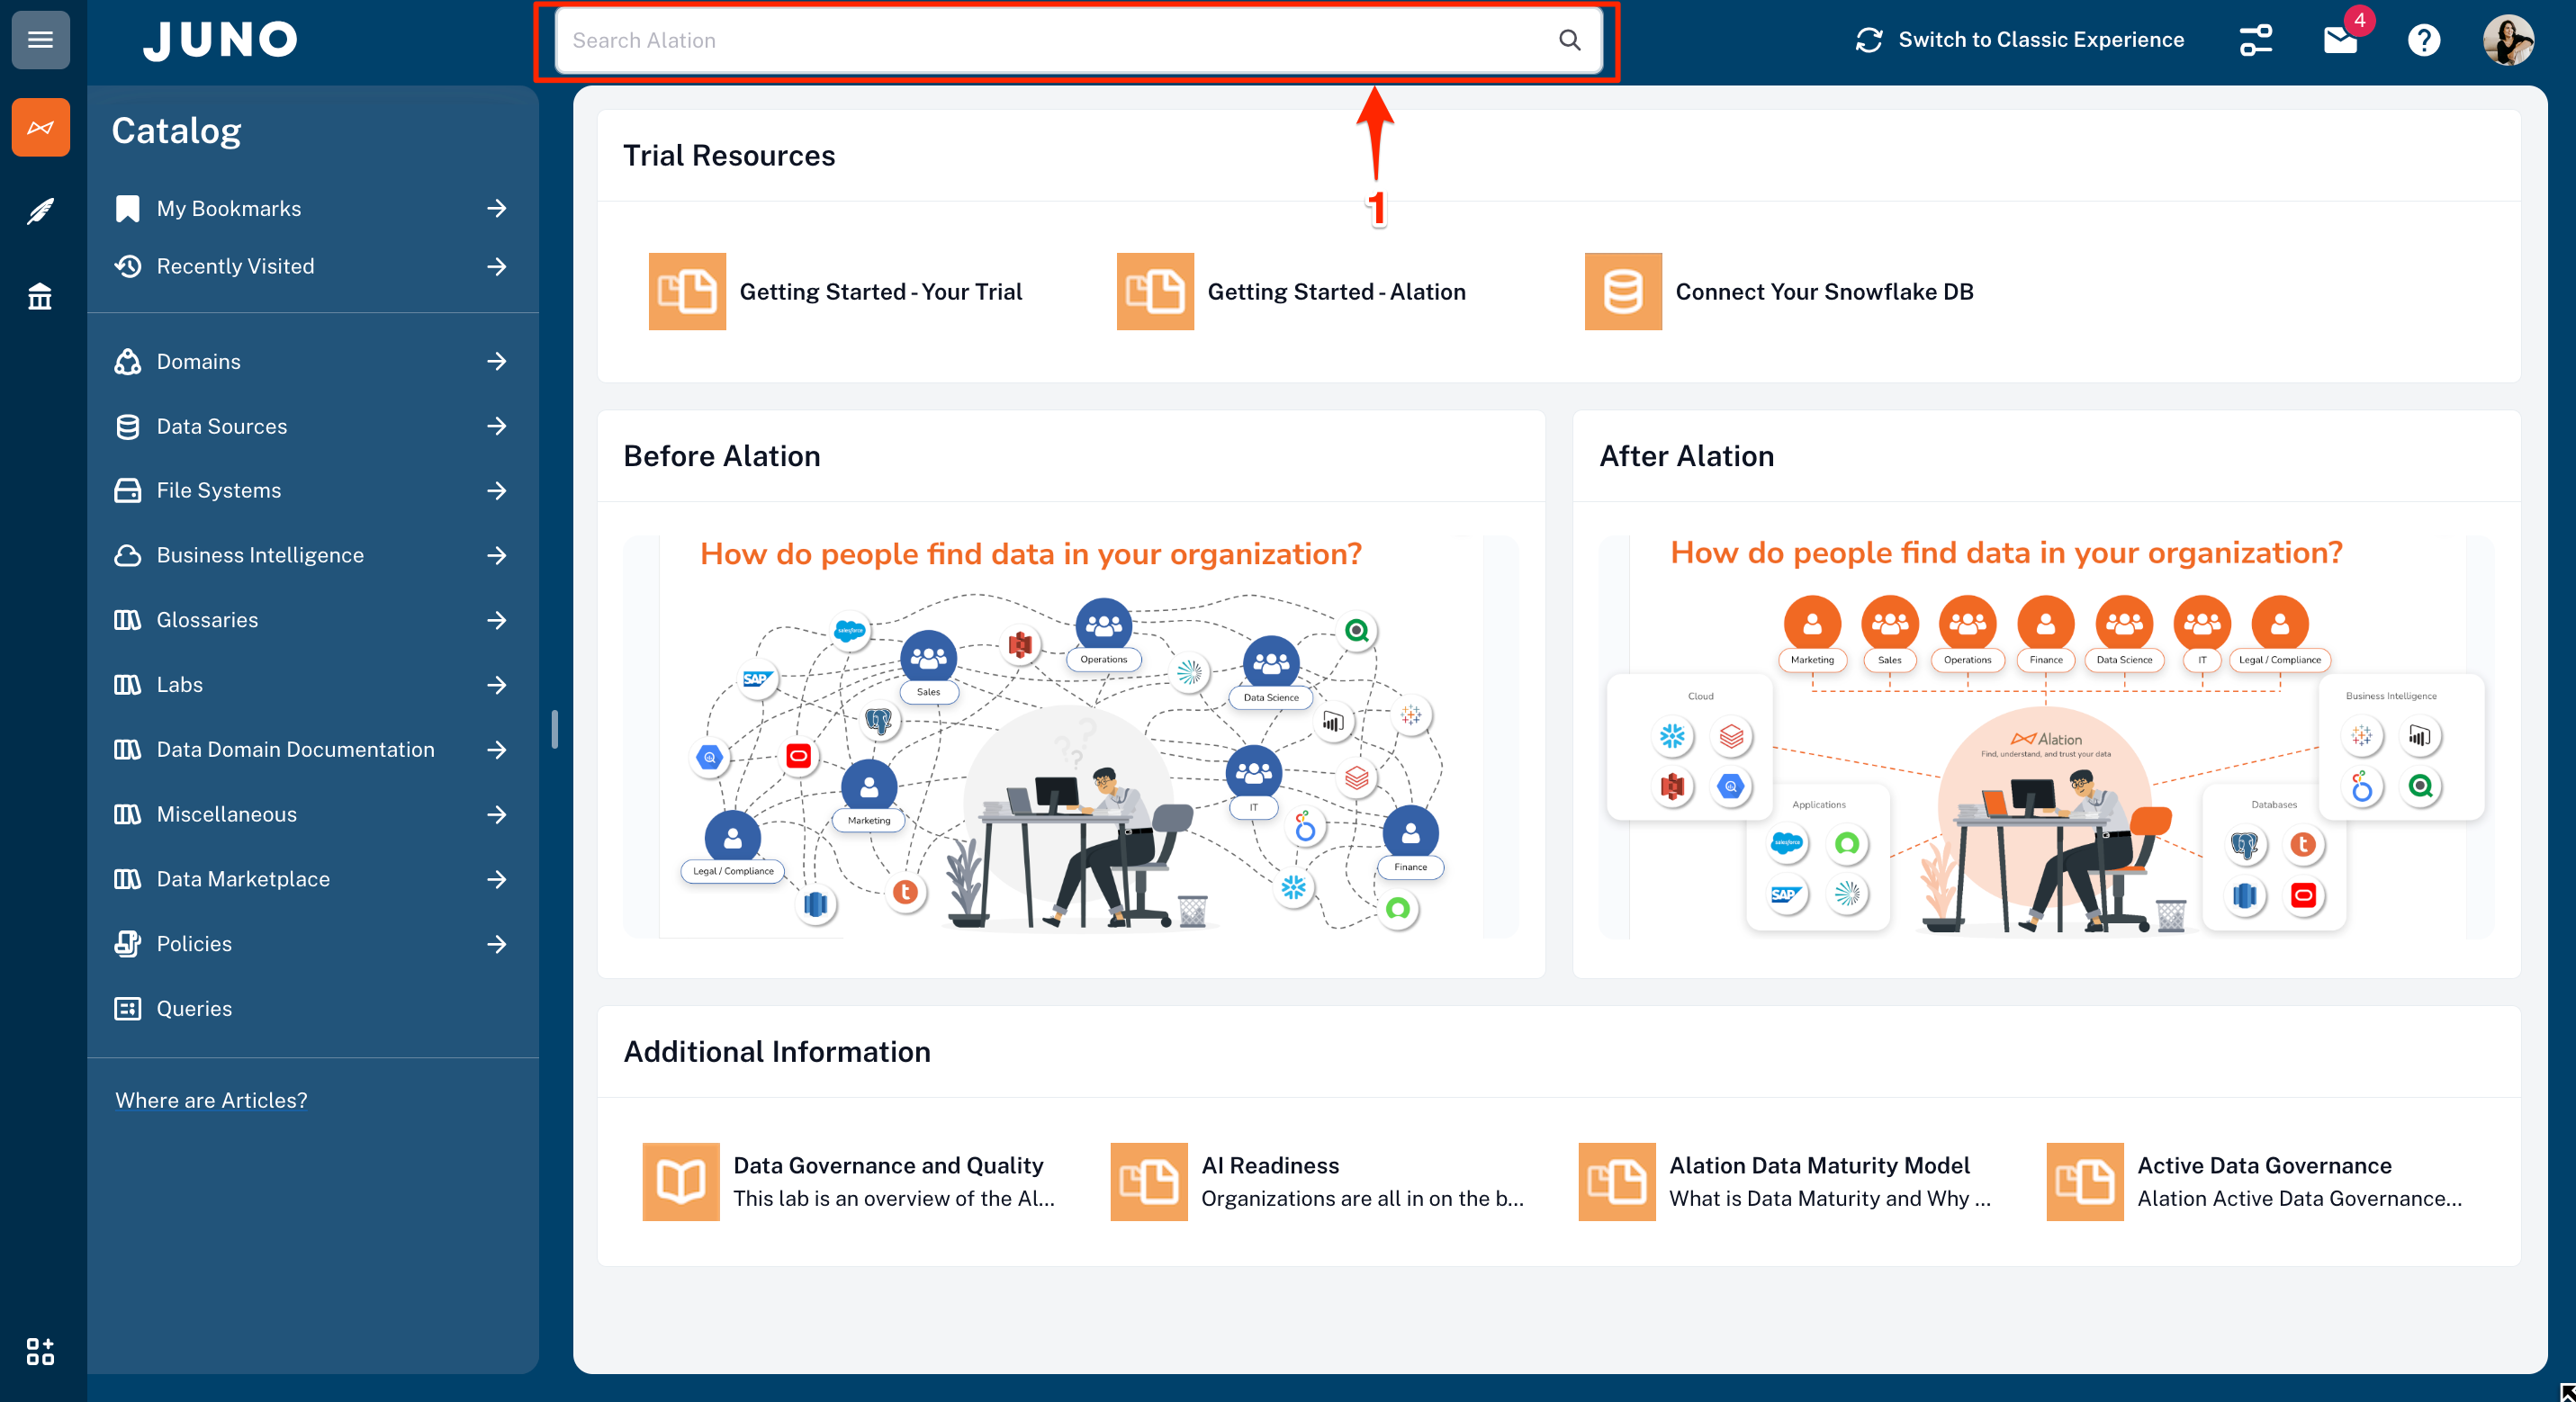 JUNO
Search Alation
Switch to Classic Experience
4
1
Catalog
My Bookmarks
Recently Visited
Domains
Data Sources
File Systems
Business Intelligence
Glossaries
Labs
Data Domain Documentation
Miscellaneous
Data Marketplace
Policies
Queries
Where are Articles?
Trial Resources
Getting Started - Your Trial
Getting Started - Alation
Connect Your Snowflake DB
Before Alation
How do people find data in your organization?
salesforce
Operations
SAP
Sales
Data Science
Marketing
IT
Legal / Compliance
Finance
t
After Alation
How do people find data in your organization?
Marketing
Sales
Operations
Finance
Data Science
IT
Legal / Compliance
Cloud
Business Intelligence
Alation
Find, understand, and trust your data
Applications
Databases
salesforce
t
SAP
Additional Information
Data Governance and Quality
This lab is an overview of the Al...
AI Readiness
Organizations are all in on the b...
Alation Data Maturity Model
What is Data Maturity and Why ...
Active Data Governance
Alation Active Data Governance...